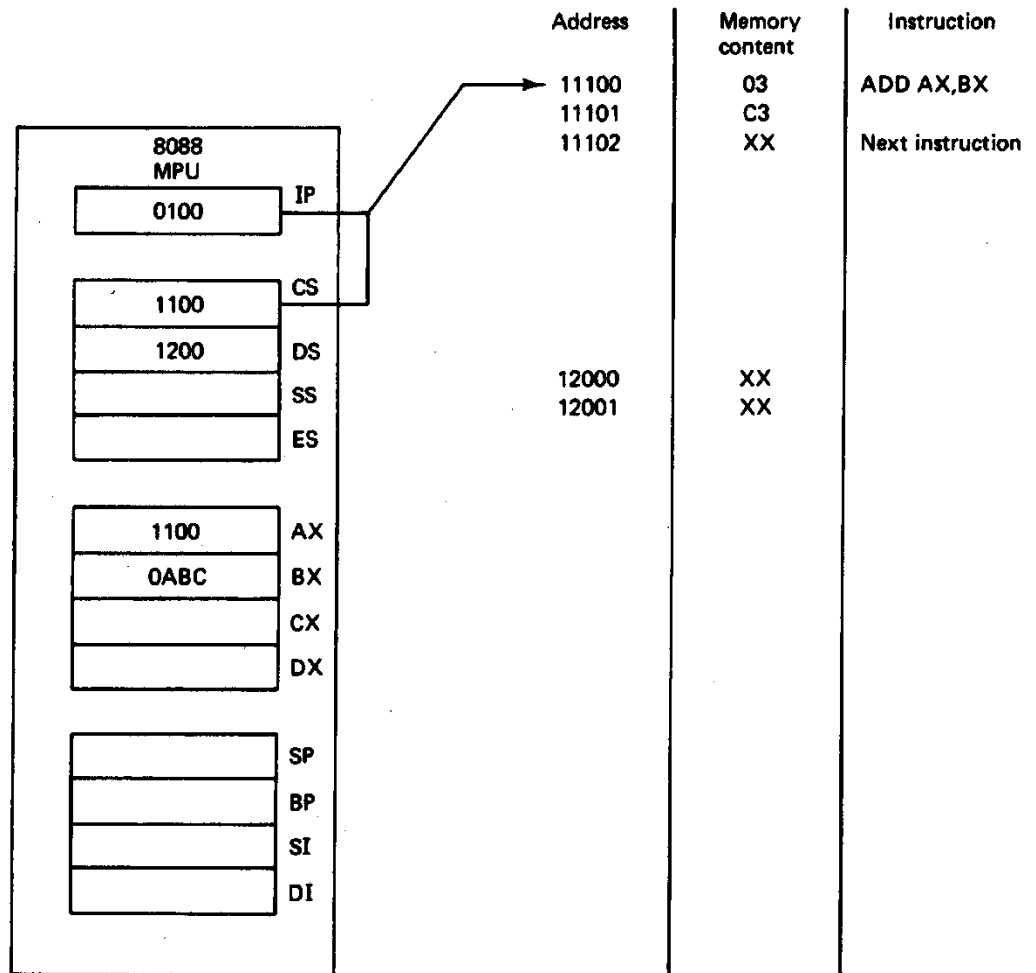 Address Memory content Instruction
11100 03 ADD AX,BX
11101 C3
11102 XX Next instruction
12000 XX
12001 XX
8088
MPU
0100 IP
1100 CS
1200 DS
SS
ES
1100 AX
0ABC BX
CX
DX
SP
BP
SI
DI